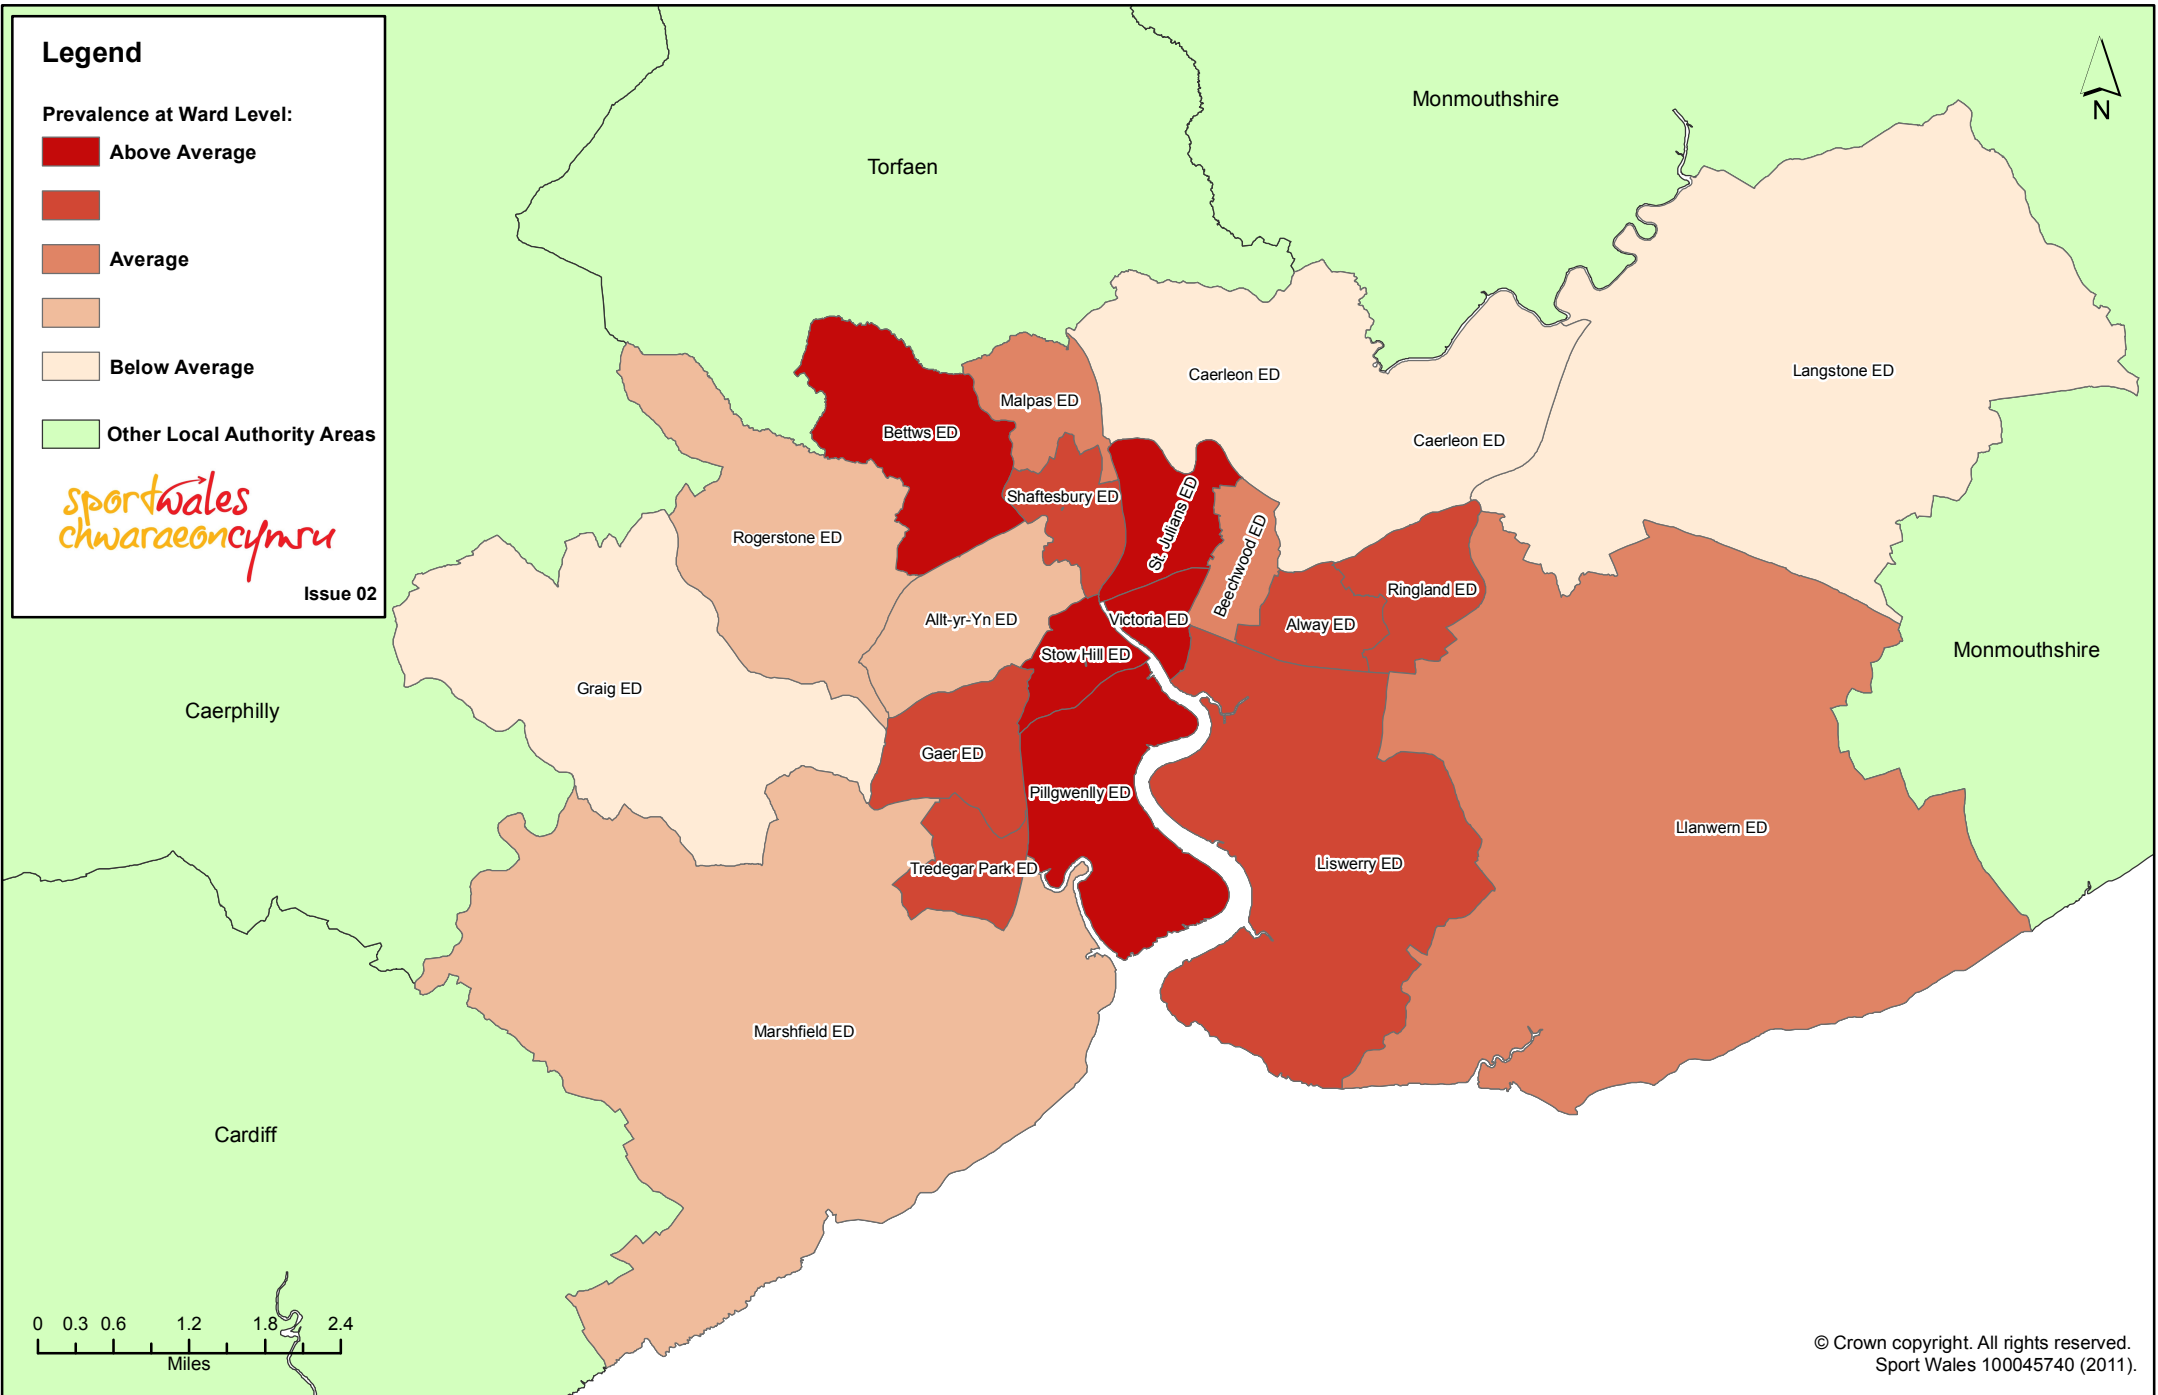 Legend
Prevalence at Ward Level:
Above Average
Average
Below Average
Other Local Authority Areas
sportwales
chwaraeoncymru
Issue 02
Monmouthshire
N
Torfaen
Caerleon ED
Langstone ED
Malpas ED
Bettws ED
Caerleon ED
Shaftesbury ED
St. Julians ED
Rogerstone ED
Beechwood ED
Ringland ED
Allt-yr-Yn ED
Victoria ED
Alway ED
Stow Hill ED
Monmouthshire
Graig ED
Caerphilly
Gaer ED
Pillgwenlly ED
Llanwern ED
Liswerry ED
Tredegar Park ED
Marshfield ED
Cardiff
0 0.3 0.6 1.2 1.8 2.4
Miles
© Crown copyright. All rights reserved.
Sport Wales 100045740 (2011).